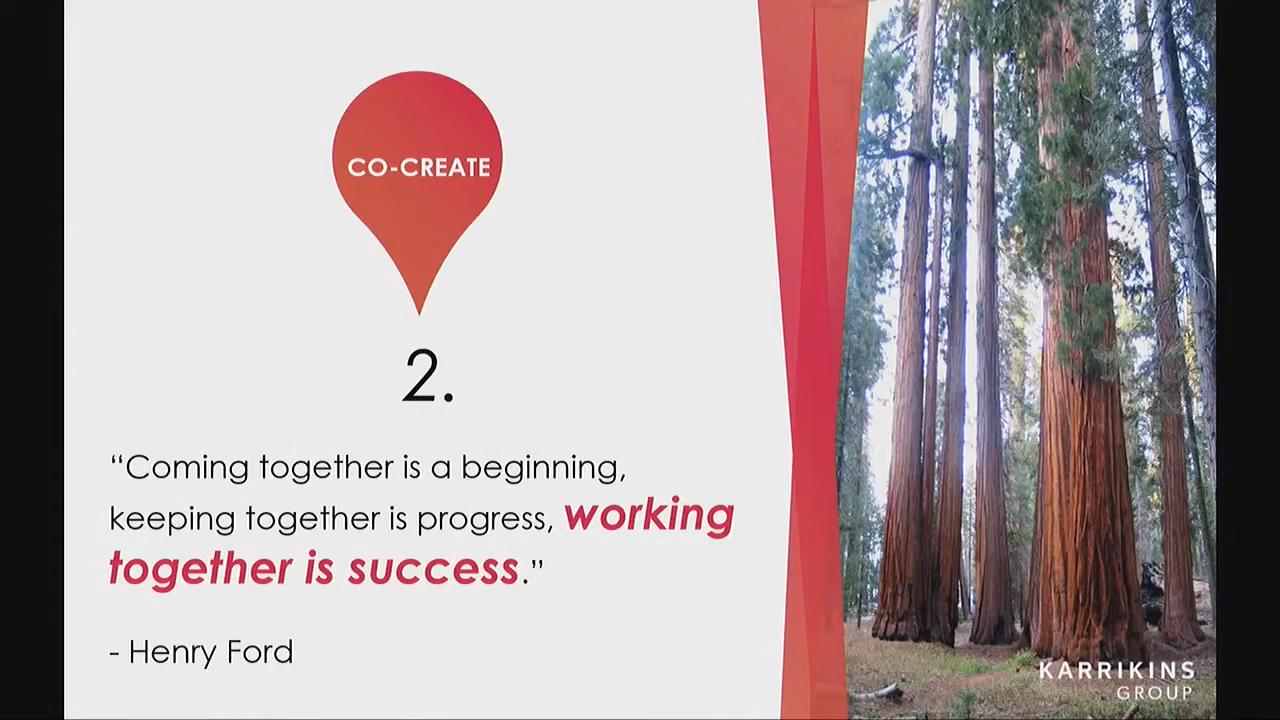 CO-CREATE
2.
“Coming together is a beginning,
keeping together is progress, working
together is success.”
- Henry Ford
KARRIKINS
GROUP